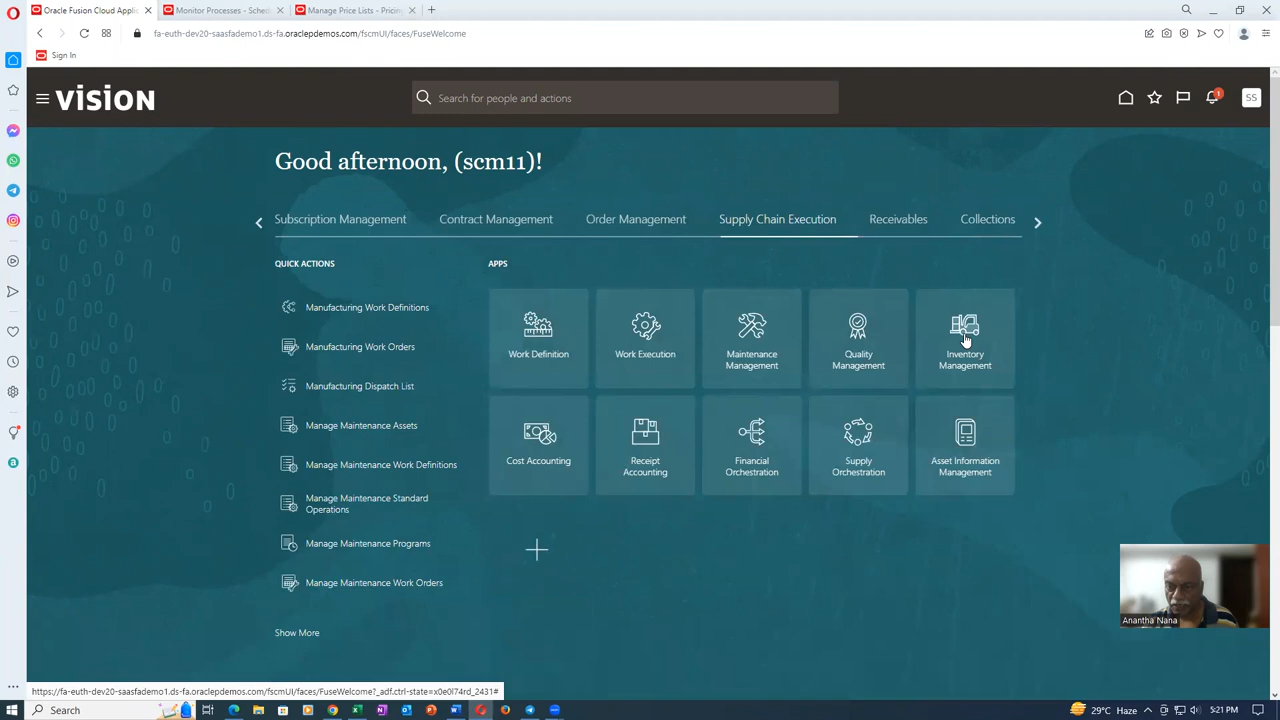 Oracle Fusion Cloud Applic
Monitor Processes - Sched
Manage Price Lists - Pricing
fa-euth-dev20-saasfademo1.ds-fa.oraclepdemos.com/fscmUI/faces/FuseWelcome
Sign In
VISION
Search for people and actions
1
SS
Good afternoon, (scm11)!
Subscription Management
Contract Management
Order Management
Supply Chain Execution
Receivables
Collections
QUICK ACTIONS
Manufacturing Work Definitions
Manufacturing Work Orders
Manufacturing Dispatch List
Manage Maintenance Assets
Manage Maintenance Work Definitions
Manage Maintenance Standard
Operations
Manage Maintenance Programs
Manage Maintenance Work Orders
Show More
APPS
Work Definition
Work Execution
Maintenance
Management
Quality
Management
Inventory
Management
Cost Accounting
Receipt
Accounting
Financial
Orchestration
Supply
Orchestration
Asset Information
Management
Anantha Nana
https://fa-euth-dev20-saasfademo1.ds-fa.oraclepdemos.com/fscmUI/faces/FuseWelcome?_adf.ctrl-state=x0e0l74rd_2431#
Search
29°C Haze
5:21 PM